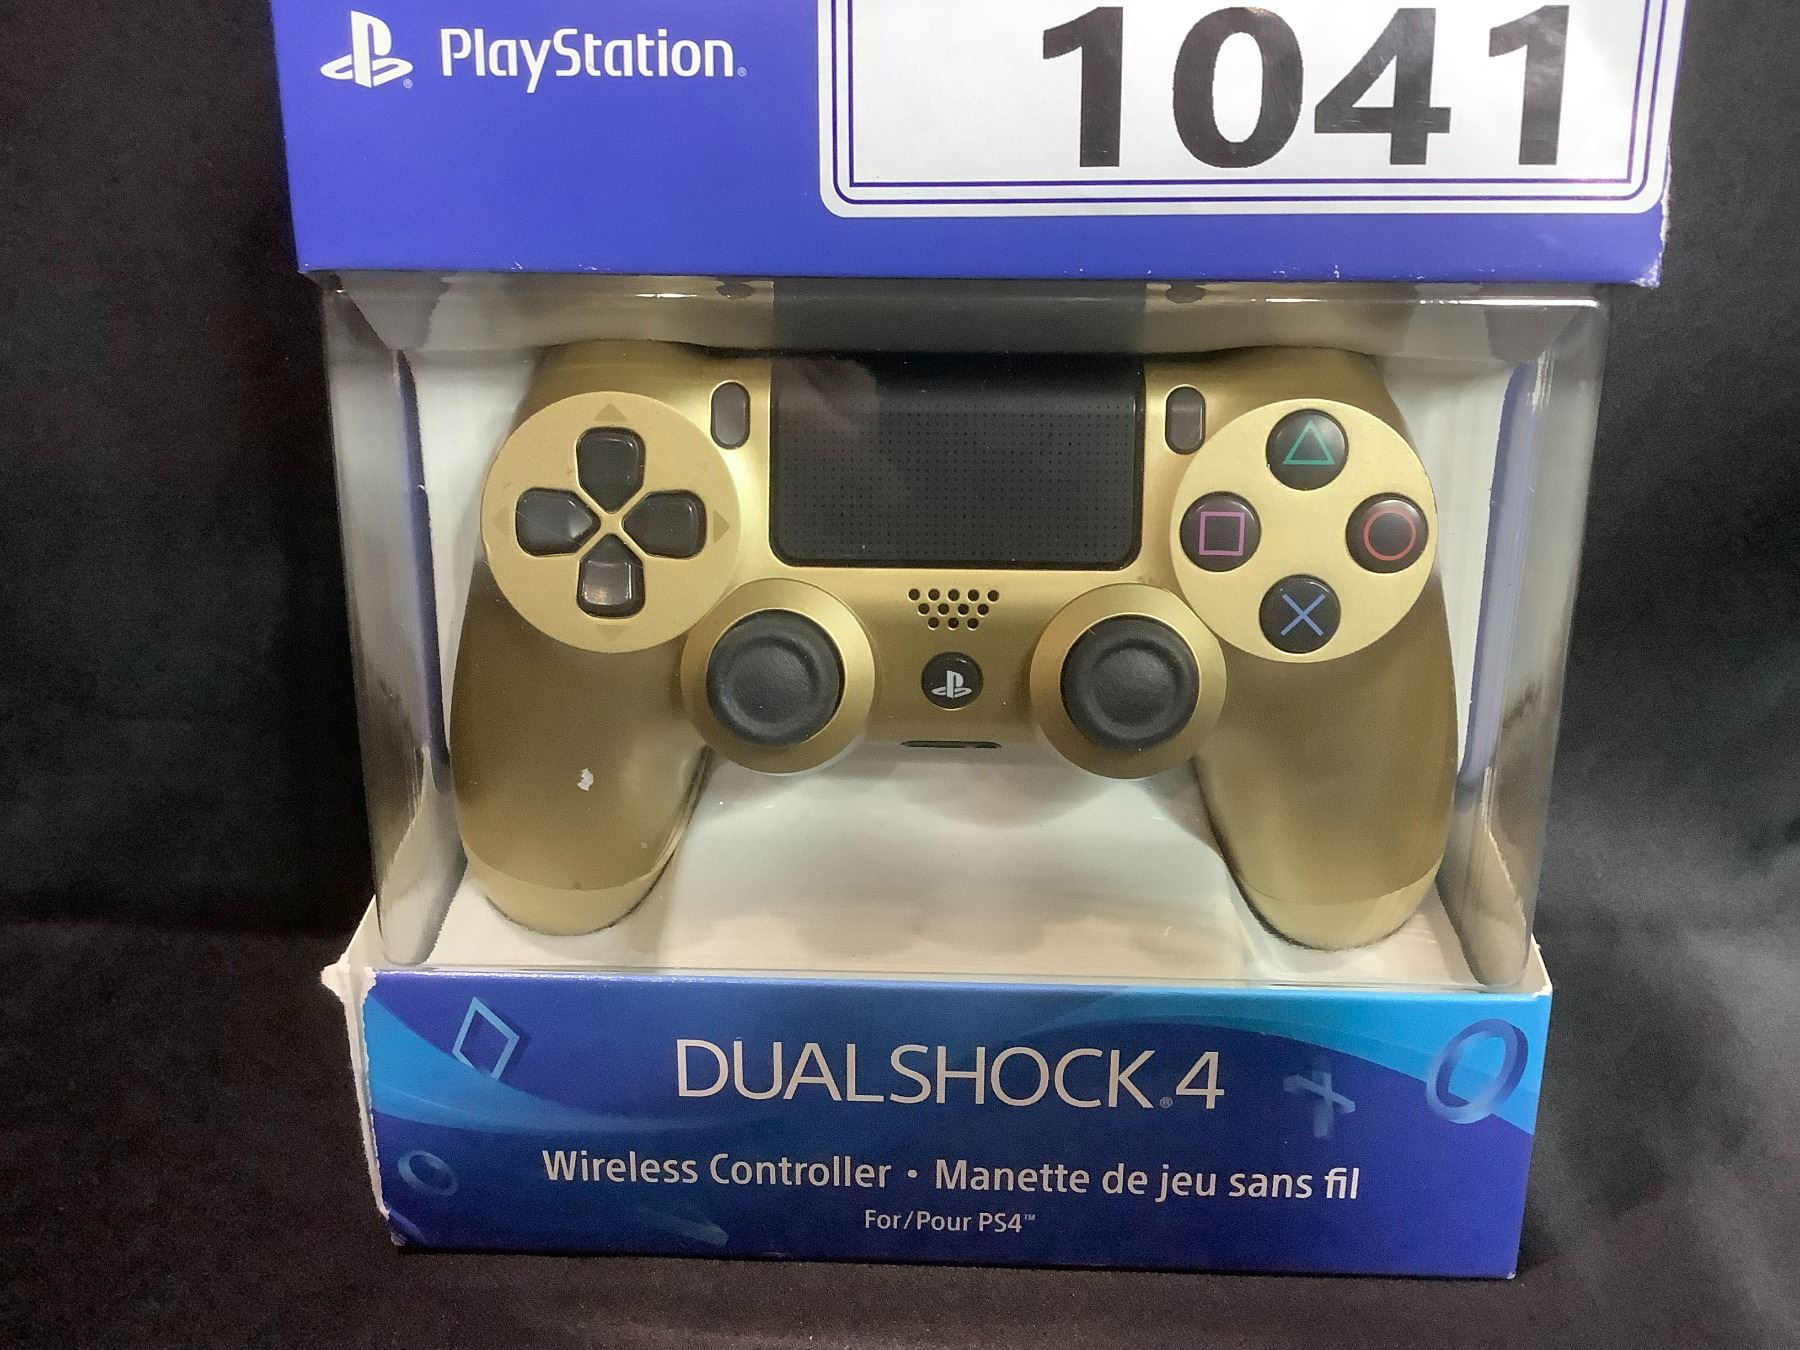 PlayStation®
1041
DUALSHOCK®4
Wireless Controller • Manette de jeu sans fil
For/Pour PS4™